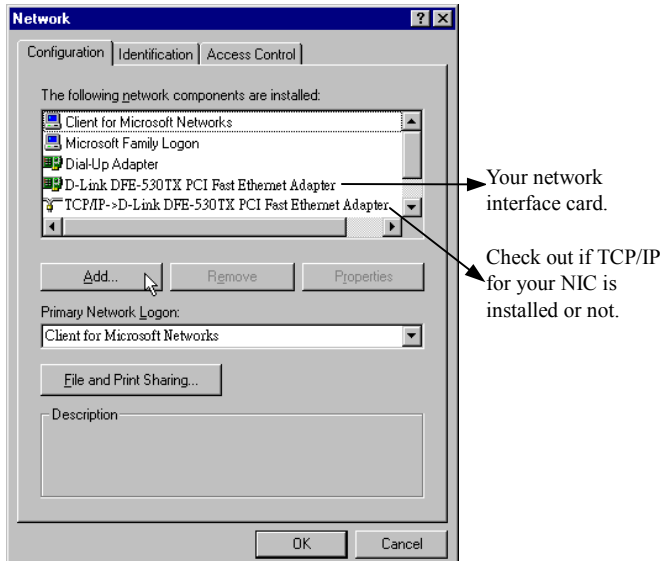 Network
Configuration Identification Access Control
The following network components are installed:
Client for Microsoft Networks
Microsoft Family Logon
Dial-Up Adapter
D-Link DFE-530TX PCI Fast Ethernet Adapter
TCP/IP->D-Link DFE-530TX PCI Fast Ethernet Adapter
Your network
interface card.
Check out if TCP/IP
for your NIC is
installed or not.
Add... Remove Properties
Primary Network Logon:
Client for Microsoft Networks
File and Print Sharing...
Description
OK Cancel